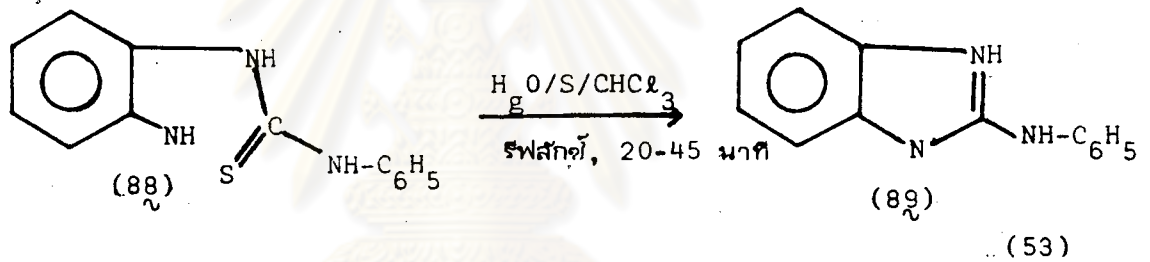 NH
NH
C
S
NH-C6H5
(88)
HgO/S/CHCl3
รีฟลักซ์, 20-45 นาที
NH
N
NH-C6H5
(89)
(53)